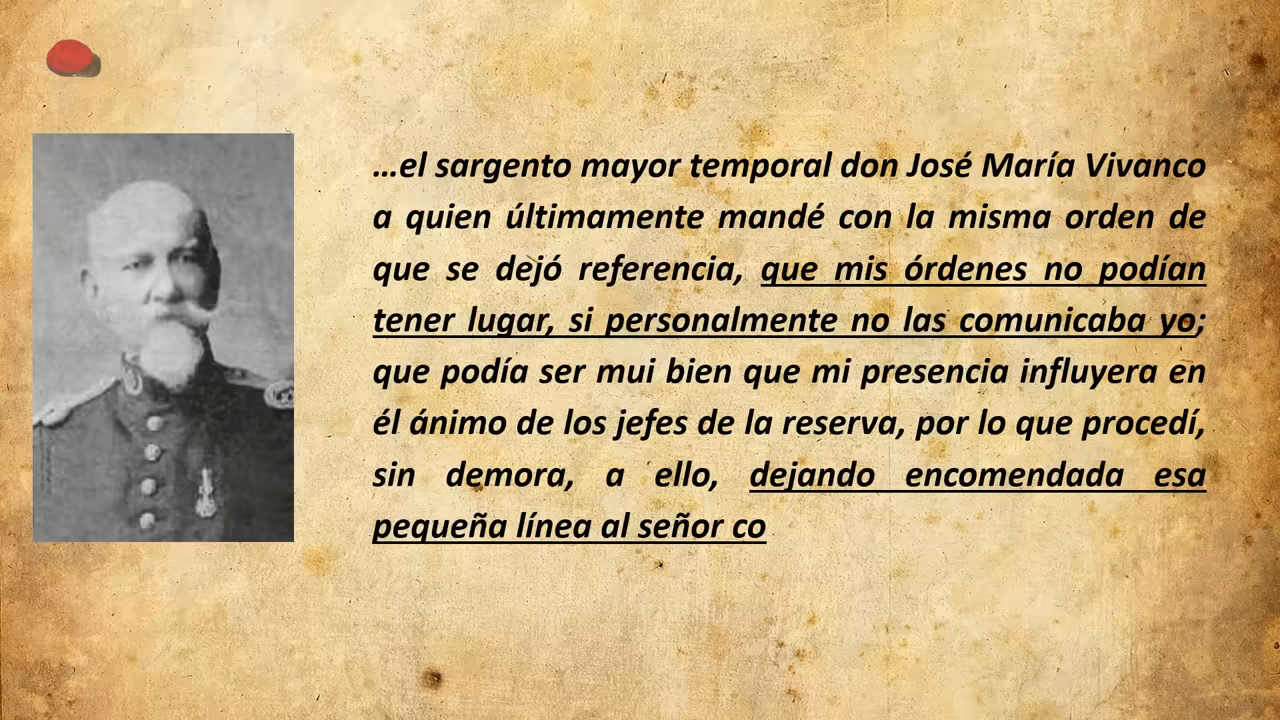 ...el sargento mayor temporal don José María Vivanco
a quien últimamente mandé con la misma orden de
que se dejó referencia, que mis órdenes no podían
tener lugar, si personalmente no las comunicaba yo;
que podía ser mui bien que mi presencia influyera en
él ánimo de los jefes de la reserva, por lo que procedí,
sin demora, a ello, dejando encomendada esa
pequeña línea al señor co